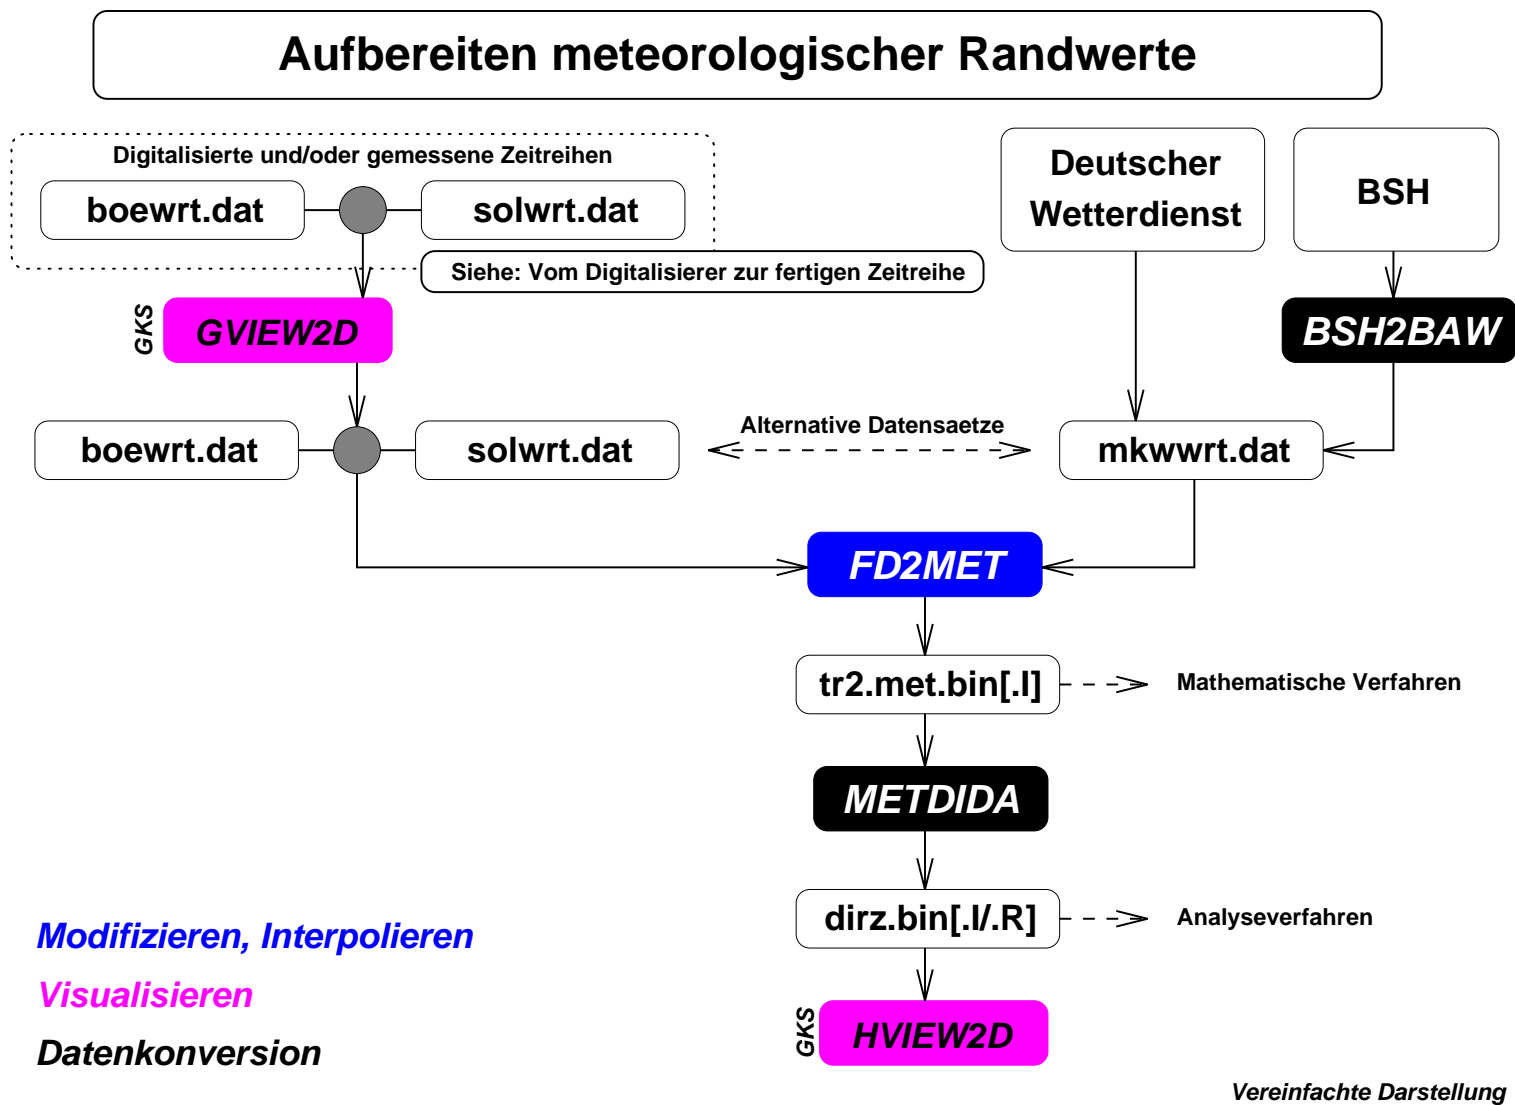 Aufbereiten meteorologischer Randwerte
Digitalisierte und/oder gemessene Zeitreihen
boewrt.dat
solwrt.dat
Deutscher
Wetterdienst
BSH
Siehe: Vom Digitalisierer zur fertigen Zeitreihe
GKS
GVIEW2D
BSH2BAW
boewrt.dat
solwrt.dat
Alternative Datensaetze
mkwwrt.dat
FD2MET
tr2.met.bin[.I]
Mathematische Verfahren
METDIDA
dirz.bin[.I/.R]
Analyseverfahren
Modifizieren, Interpolieren
Visualisieren
Datenkonversion
GKS
HVIEW2D
Vereinfachte Darstellung